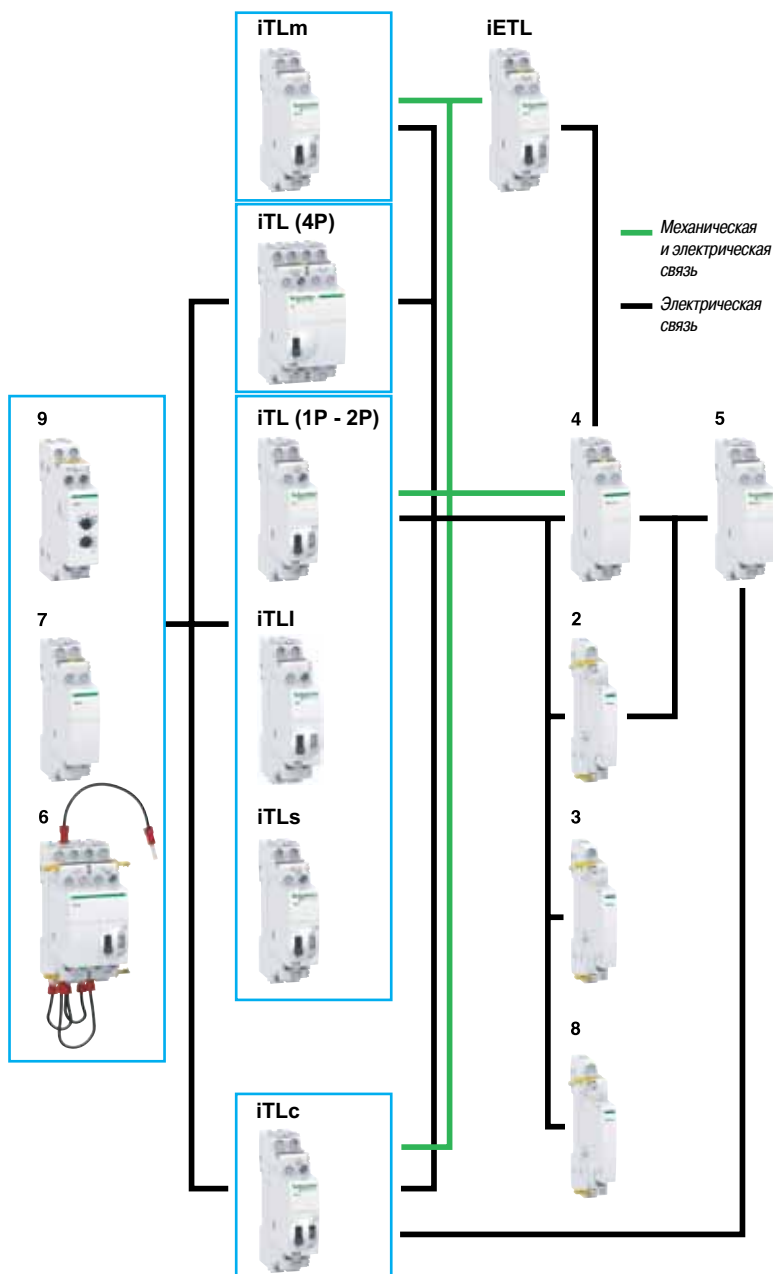 iTLm
iETL
Механическая
и электрическая
связь
Электрическая
связь
iTL (4P)
9
iTL (1P - 2P)
4
5
7
iTLI
2
6
iTLs
3
8
iTLc